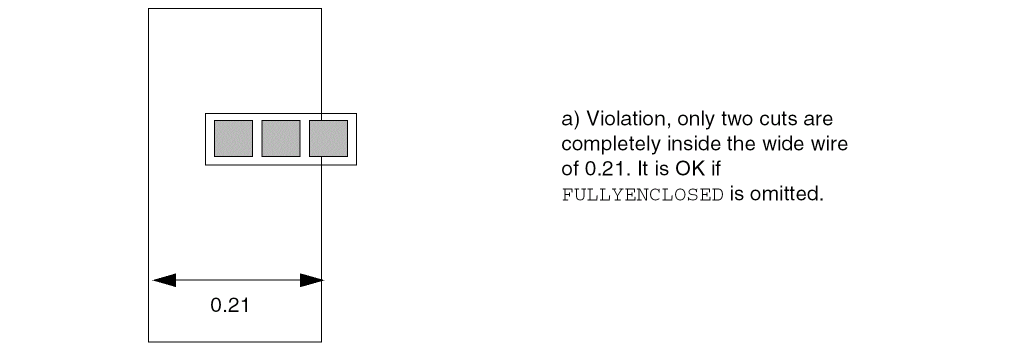 a) Violation, only two cuts are
completely inside the wide wire
of 0.21. It is OK if
FULLYENCLOSED is omitted.
0.21